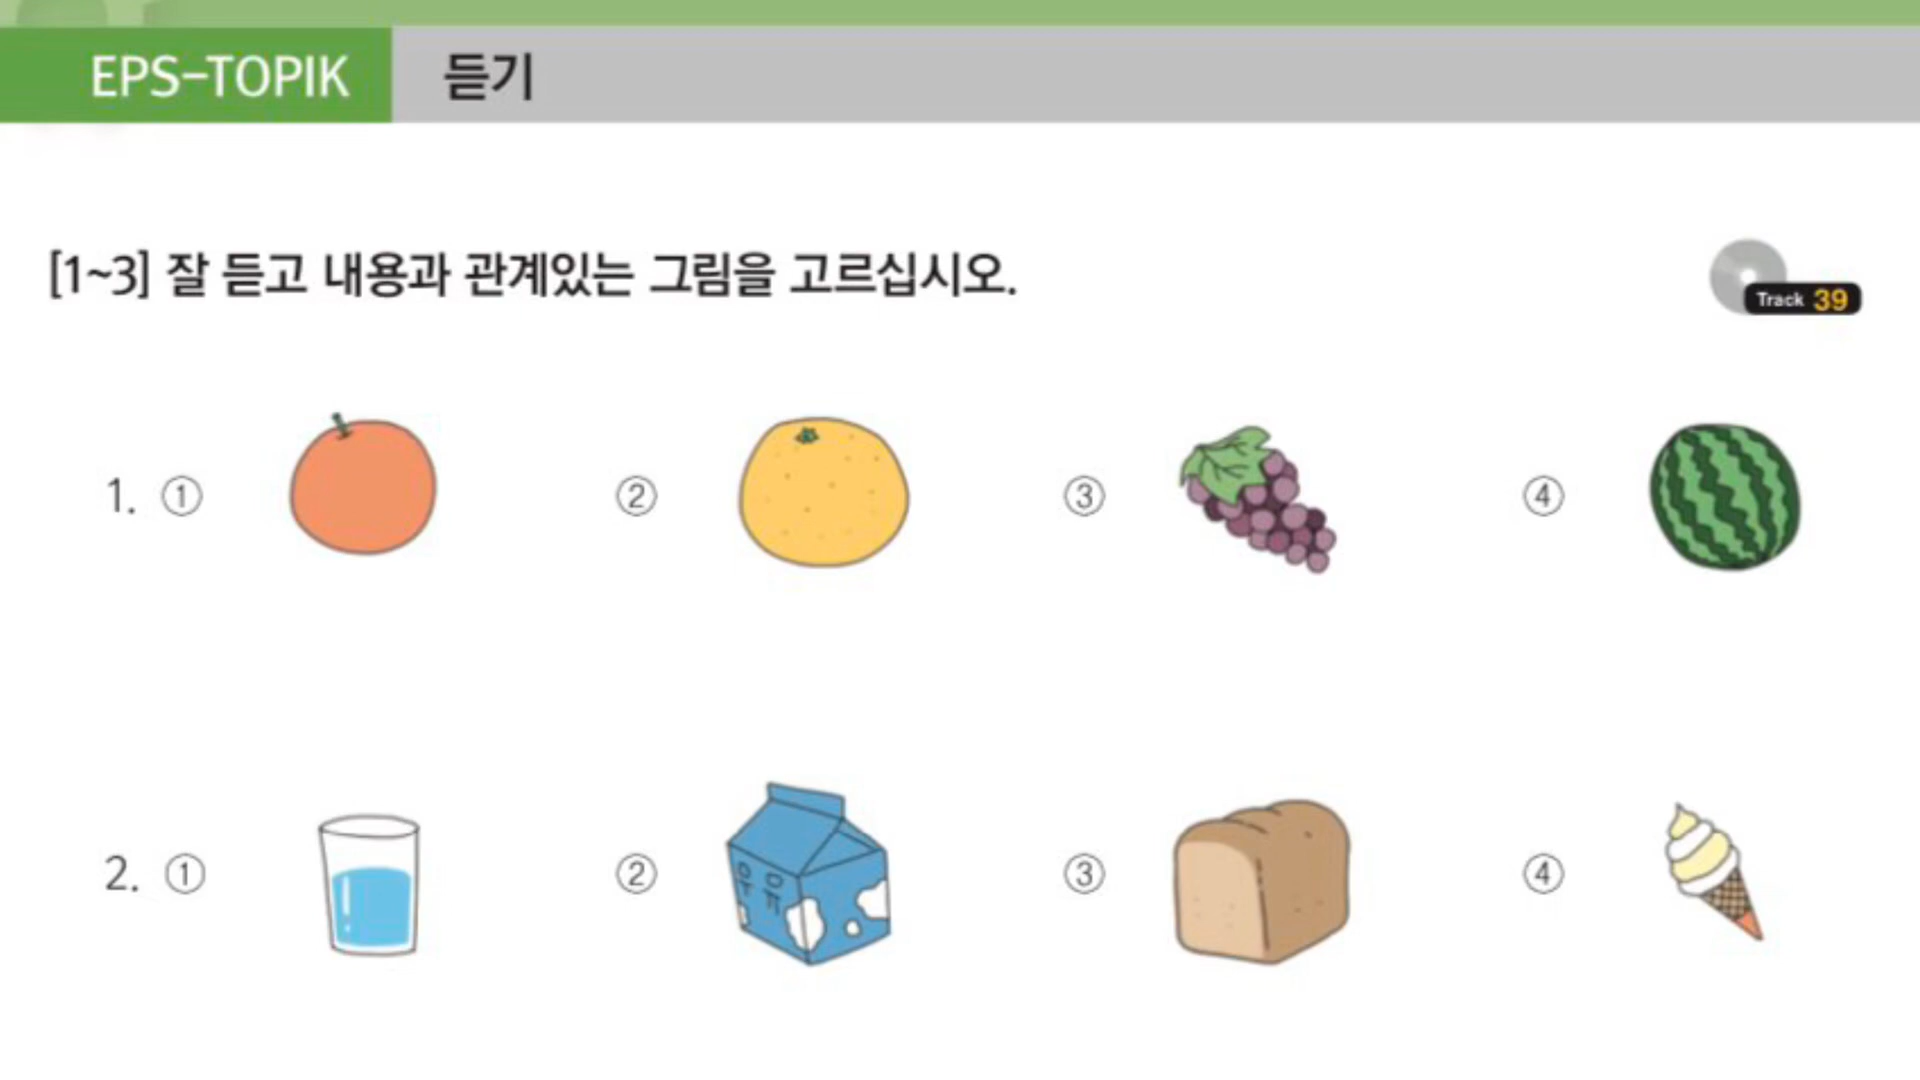 EPS-TOPIK 듣기
[1~3] 잘 듣고 내용과 관계있는 그림을 고르십시오.
Track 39
1. ① ② ③ ④
우유
2. ① ② ③ ④